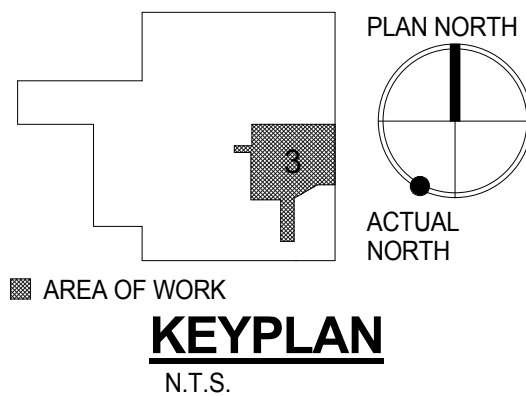 PLAN NORTH
3
ACTUAL
NORTH
AREA OF WORK
KEYPLAN
N.T.S.